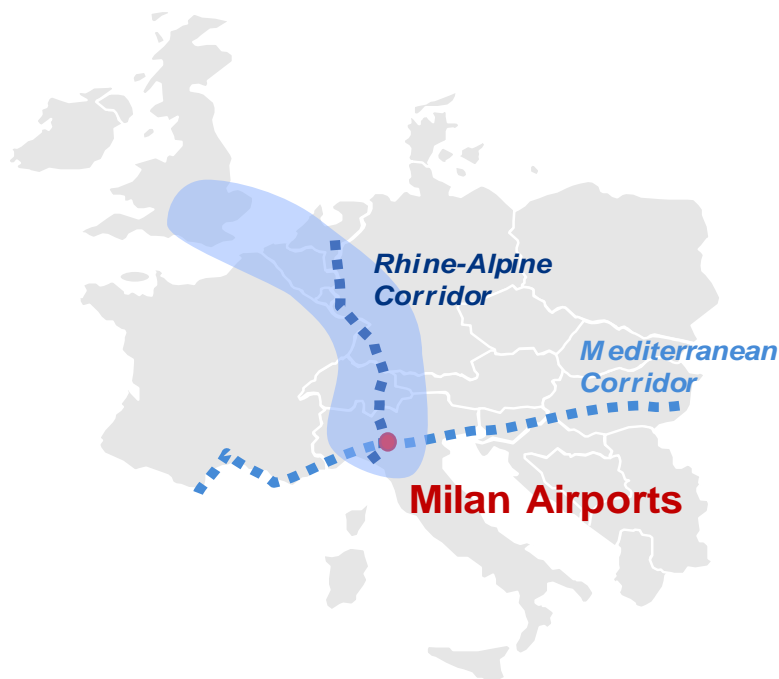 Rhine-Alpine
Corridor
Mediterranean
Corridor
Milan Airports